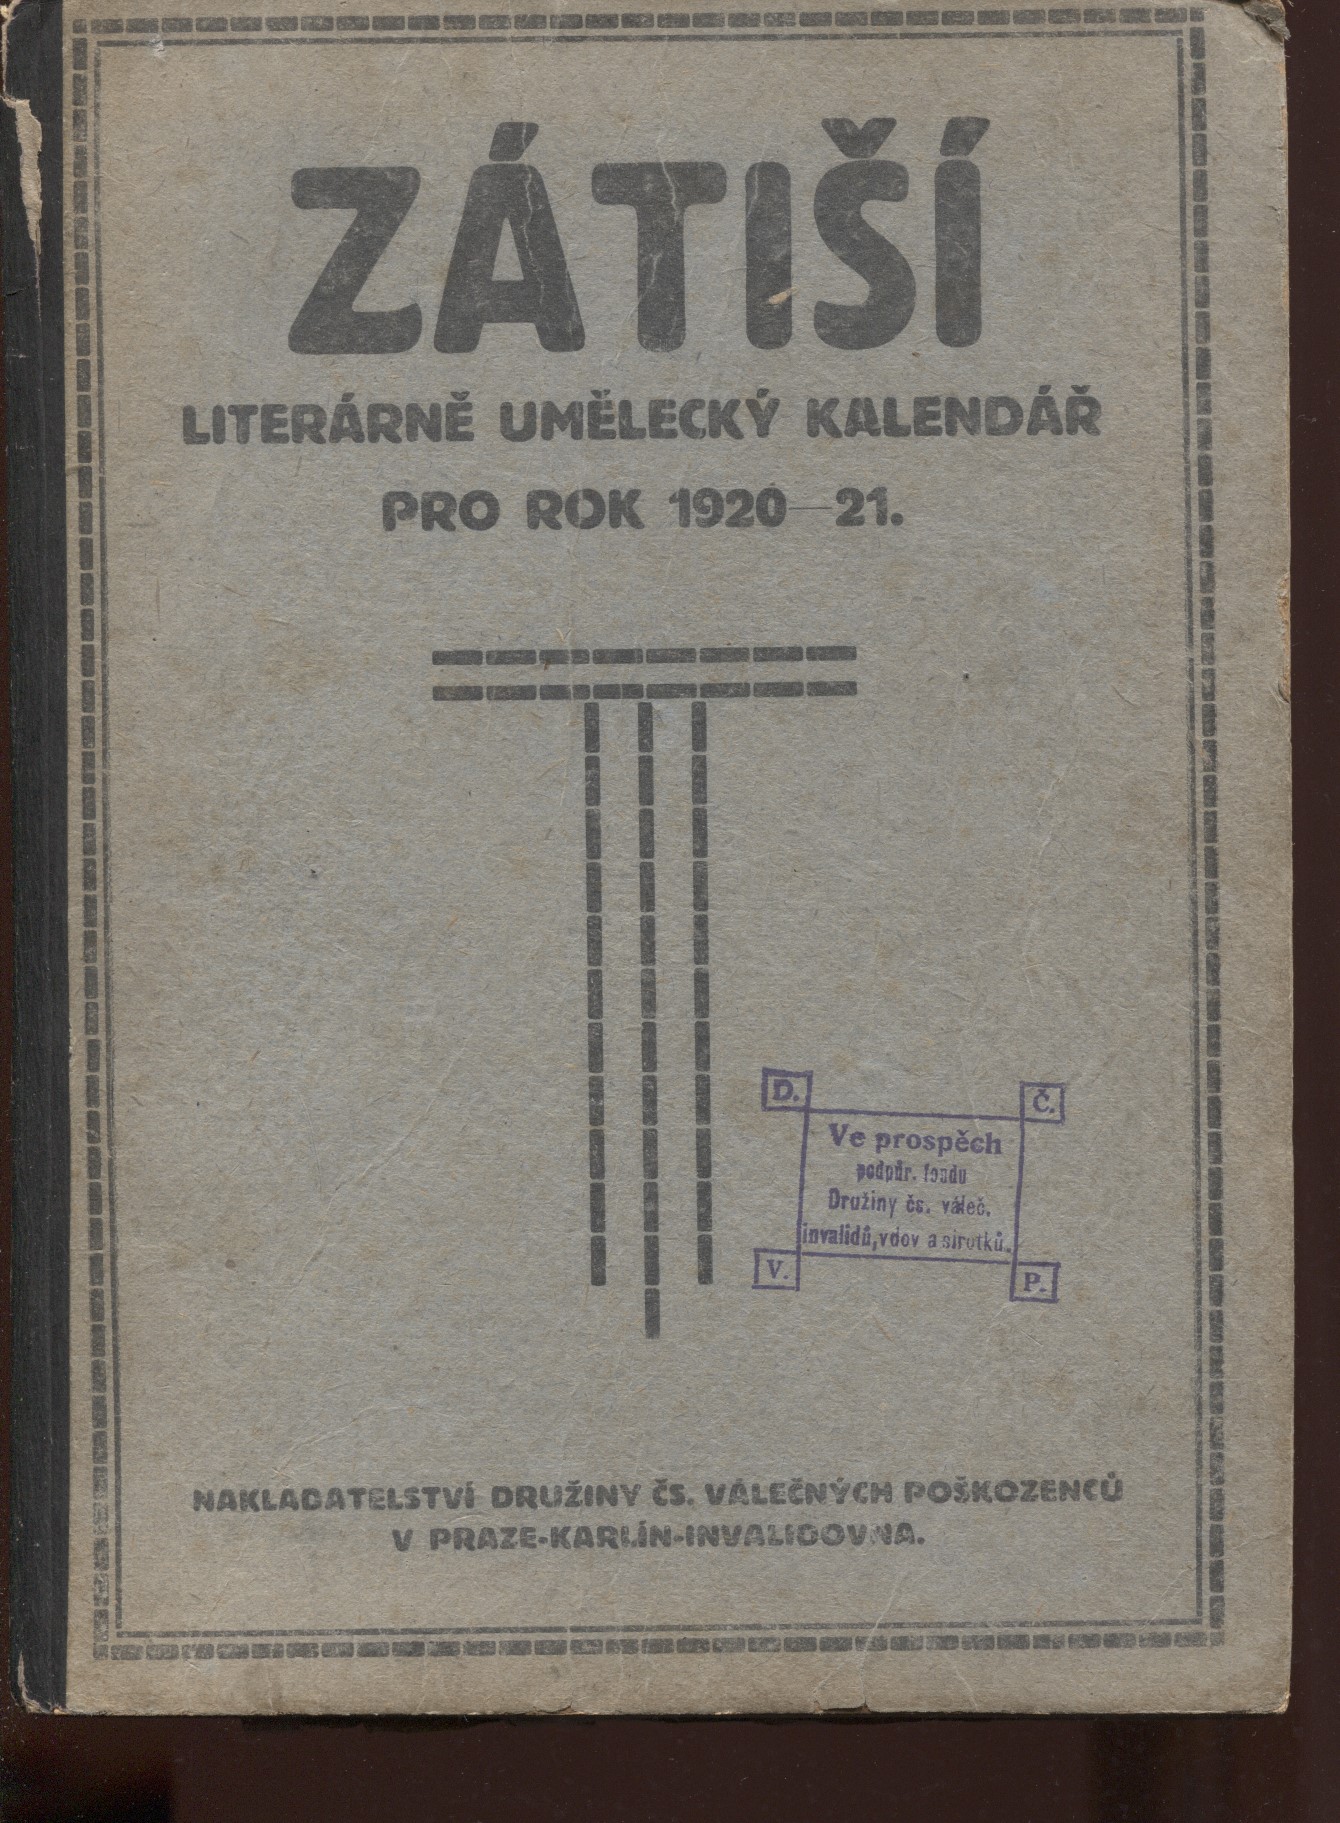 ZÁTIŠÍ
LITERÁRNĚ UMĚLECKÝ KALENDÁŘ
PRO ROK 1920—21.
D.
Č.
Ve prospěch
podpůr. fondu
Družiny čs. váleč.
invalidů, vdov a sirotků.
V.
P.
NAKLADATELSTVÍ DRUŽINY ČS. VÁLEČNÝCH POŠKOZENCŮ
V PRAZE-KARLÍN-INVALIDOVNA.